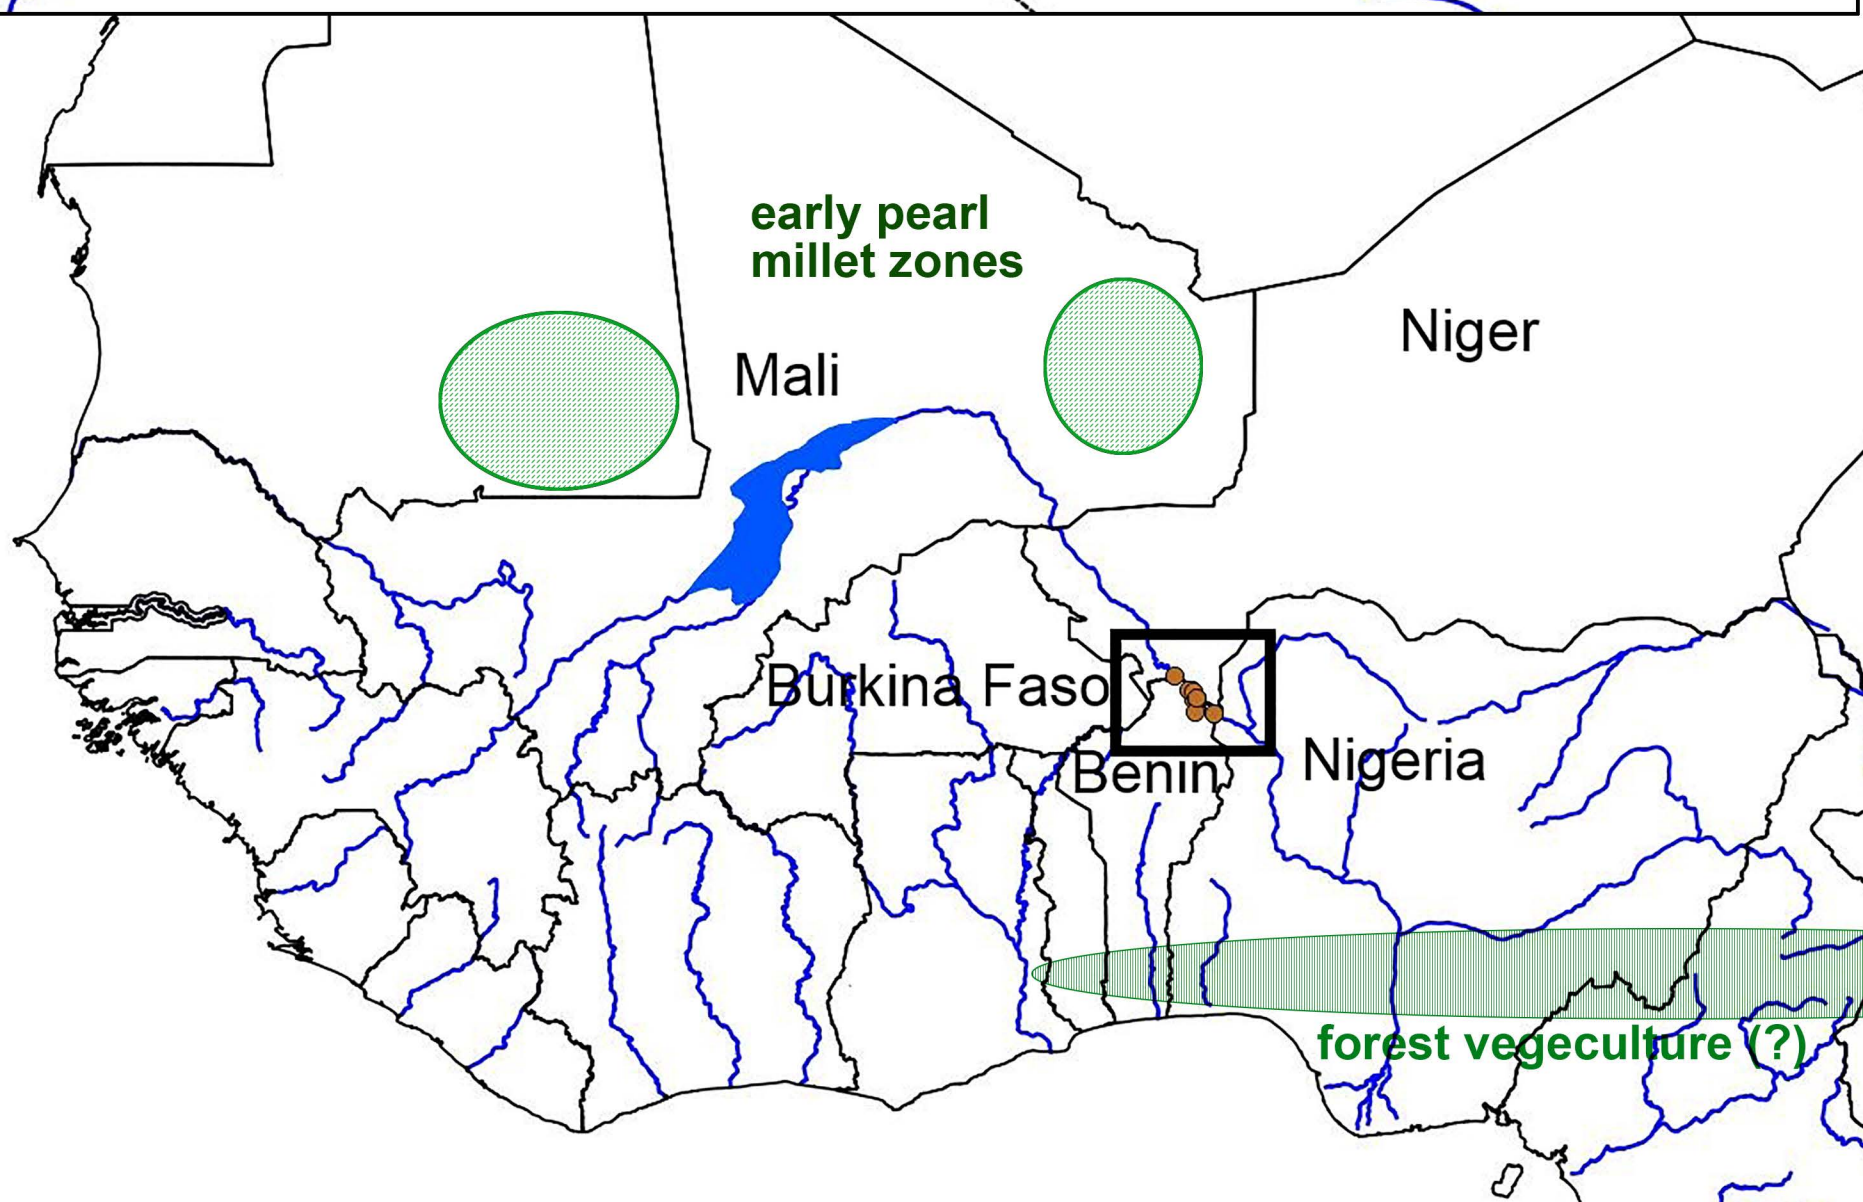 early pearl
millet zones
Niger
Mali
Burkina Faso
Benin
Nigeria
forest vegeculture (?)